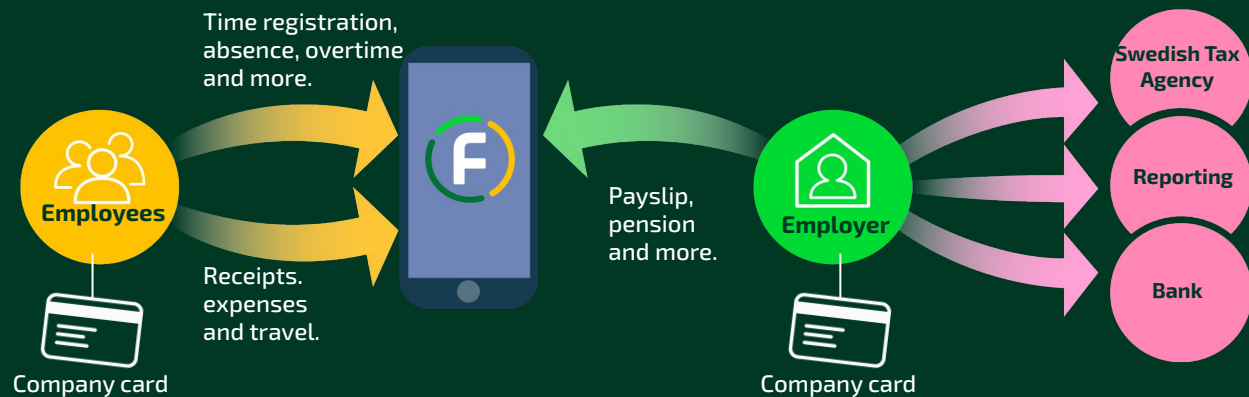 Time registration,
absence, overtime
and more.
Employees
Receipts.
expenses
and travel.
Company card
F
Payslip,
pension
and more.
Employer
Company card
Swedish Tax
Agency
Reporting
Bank